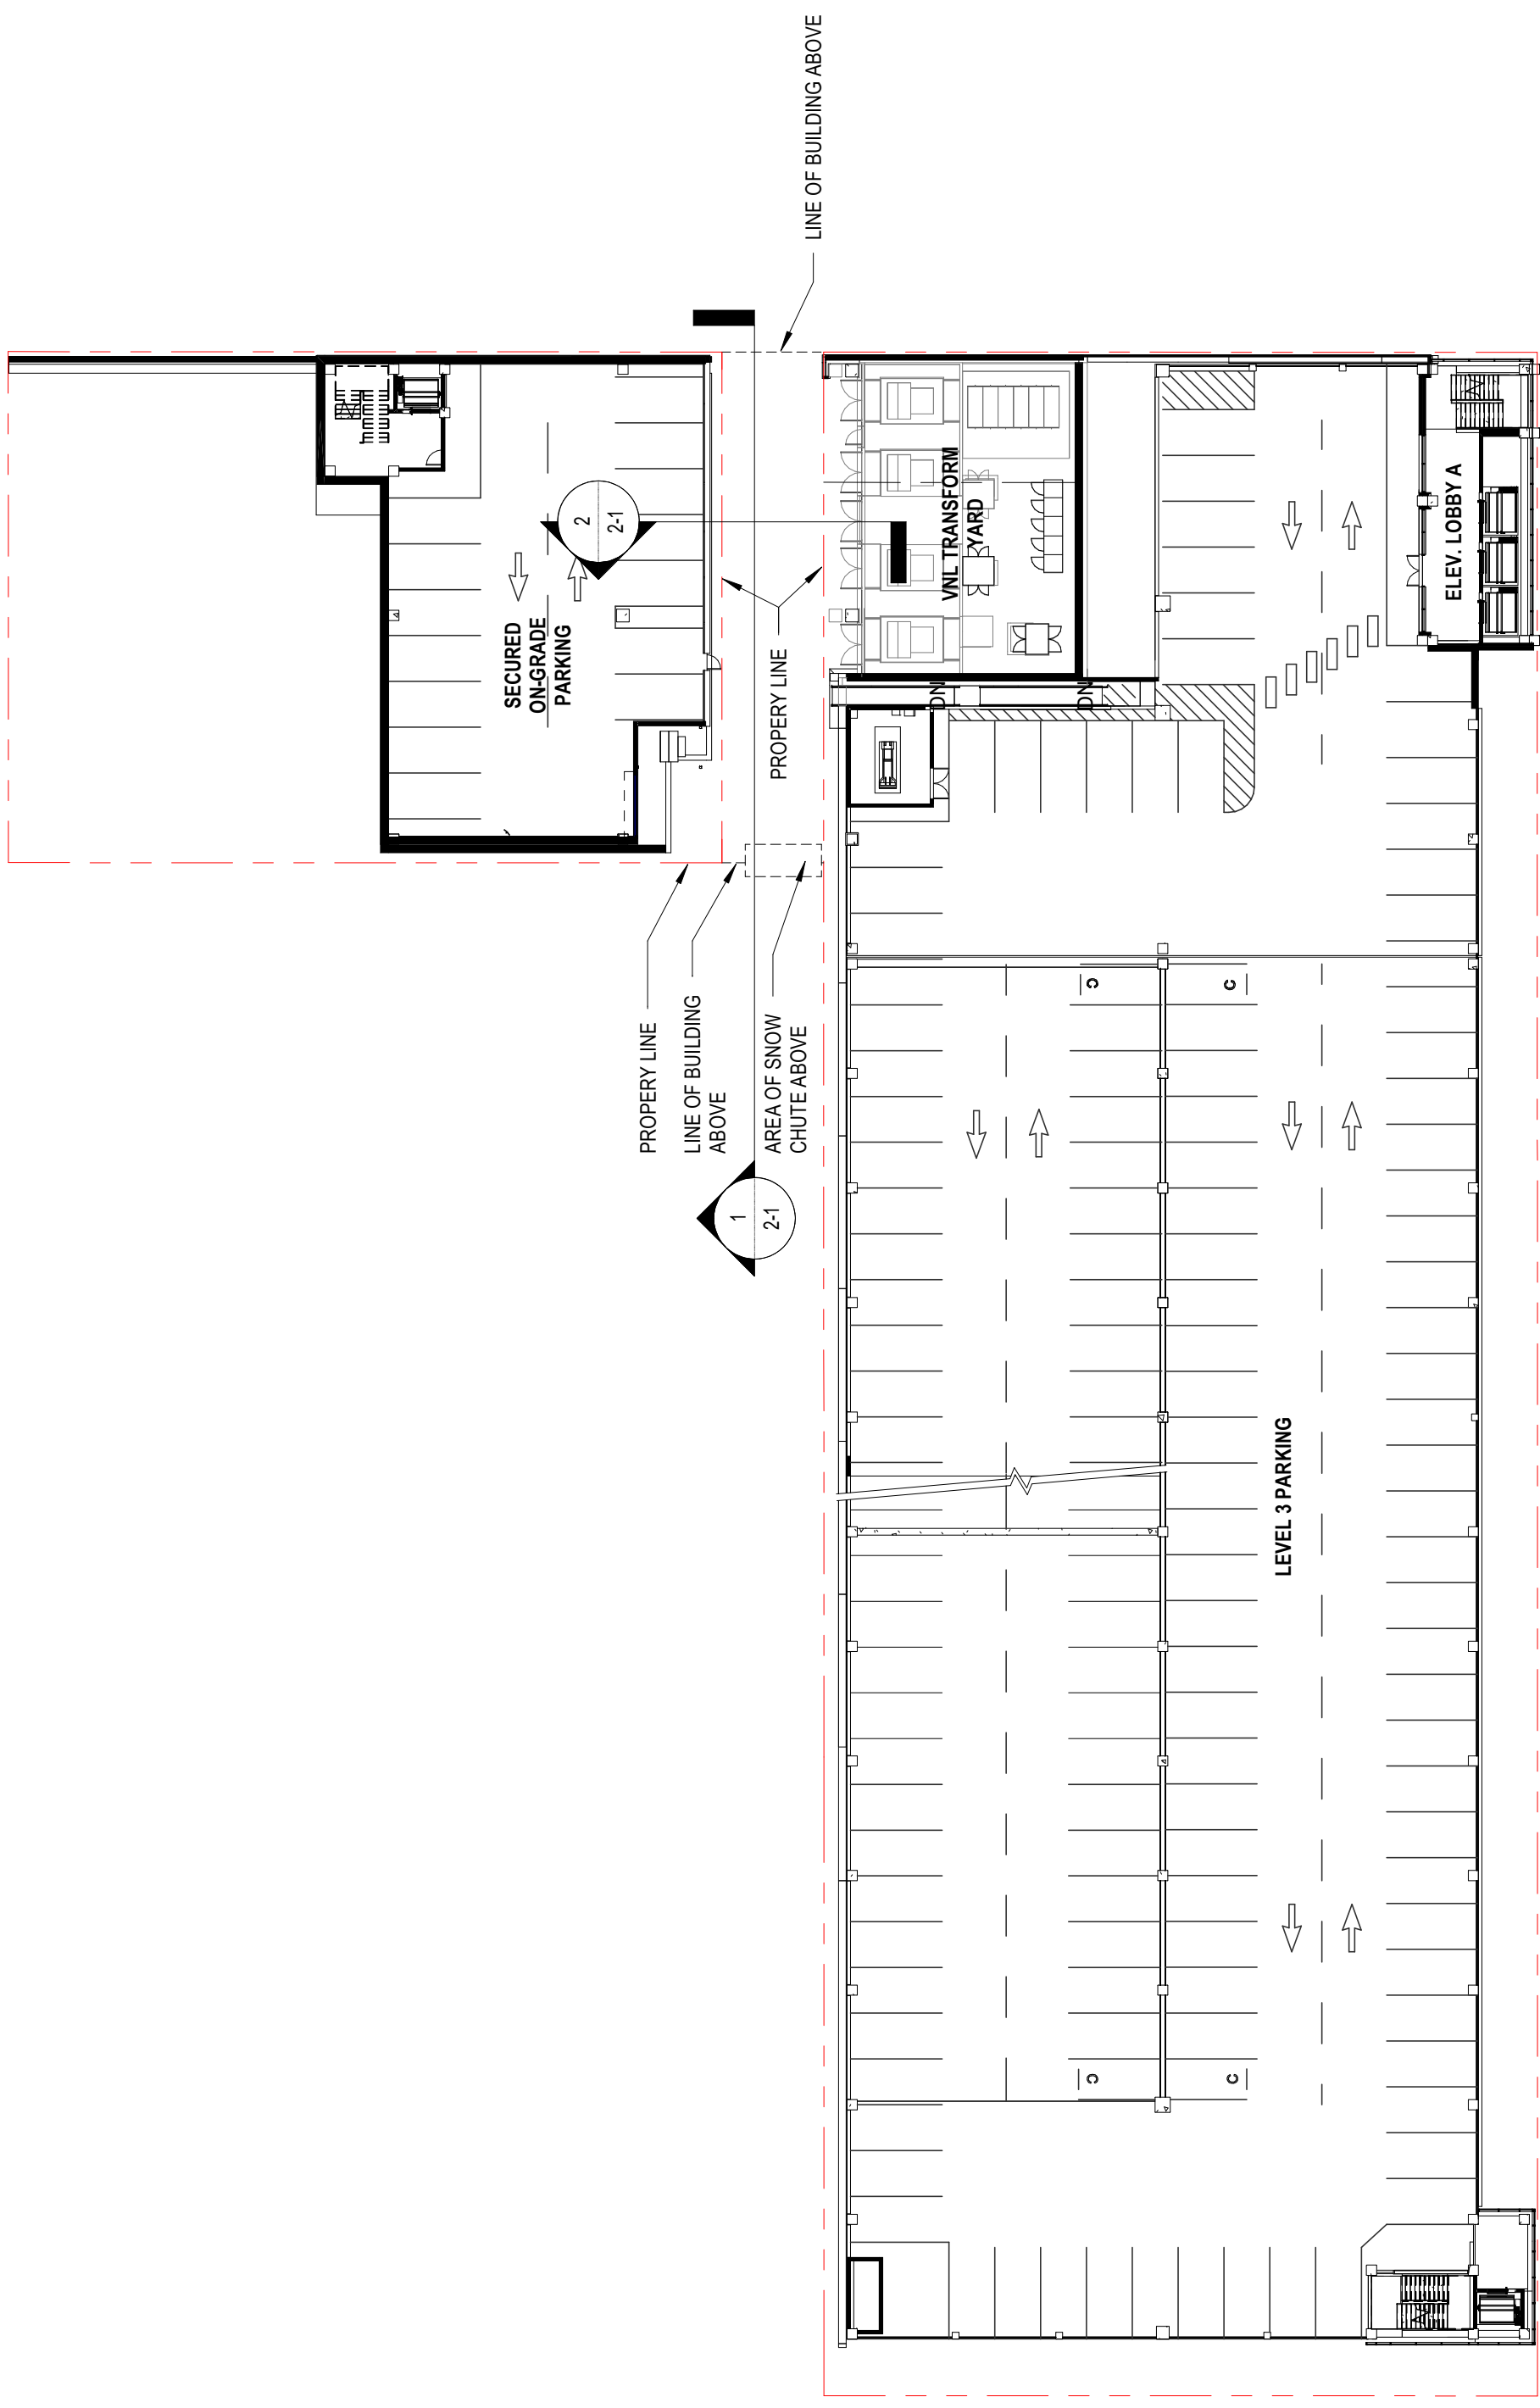 LINE OF BUILDING ABOVE
SECURED
ON-GRADE
PARKING
2
2-1
PROPERY LINE
VNL TRANSFORM
YARD
ELEV. LOBBY A
DN
DN
PROPERY LINE
LINE OF BUILDING
ABOVE
AREA OF SNOW
CHUTE ABOVE
1
2-1
C
C
LEVEL 3 PARKING
C
C